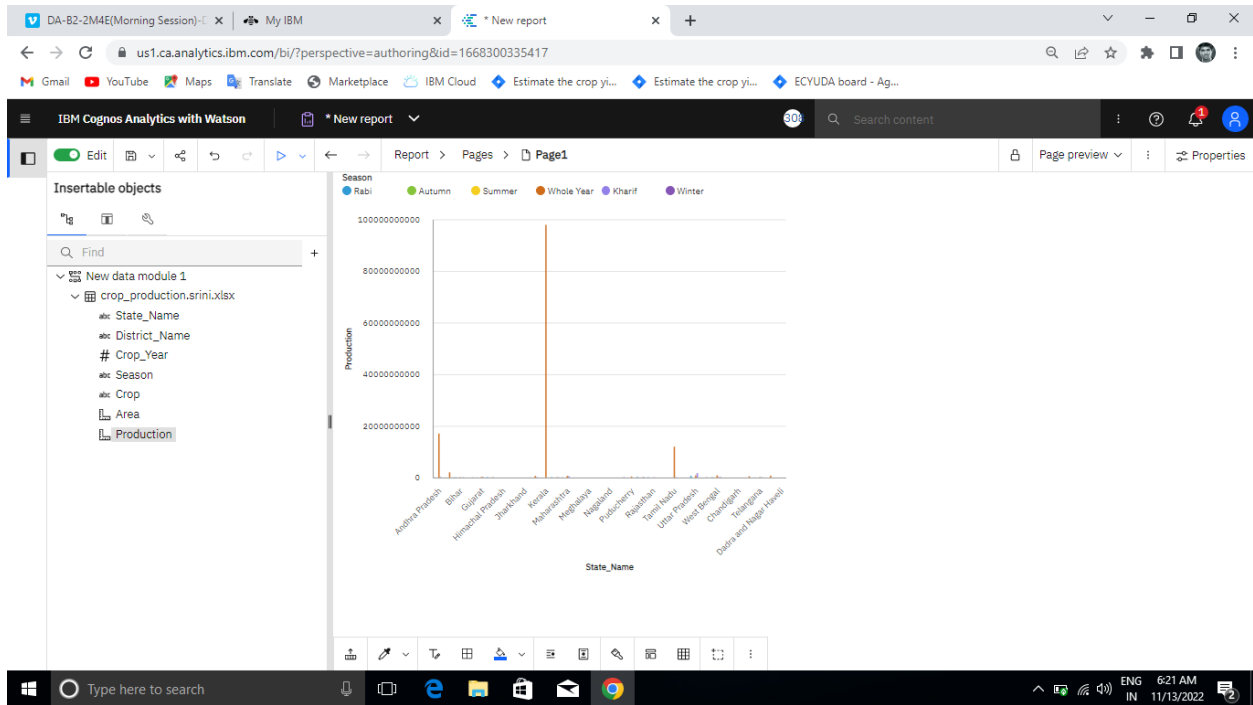 DA-B2-2M4E(Morning Session)-
My IBM
* New report
us1.ca.analytics.ibm.com/bi/?perspective=authoring&id=1668300335417
Gmail YouTube Maps Translate Marketplace IBM Cloud Estimate the crop yi... Estimate the crop yi... ECYUDA board - Ag...
IBM Cognos Analytics with Watson * New report Search content 1
Edit Report > Pages > Page1 Page preview Properties
Insertable objects
Find
New data module 1
crop_production.srini.xlsx
abc State_Name
abc District_Name
# Crop_Year
abc Season
abc Crop
Area
Production
Season
Rabi Autumn Summer Whole Year Kharif Winter
Production
100000000000
80000000000
60000000000
40000000000
20000000000
0
Andhra Pradesh Bihar Gujarat Himachal Pradesh Jharkhand Kerala Maharashtra Meghalaya Nagaland Puducherry Rajasthan Tamil Nadu Uttar Pradesh West Bengal Chandigarh Telangana Dadra and Nagar Haveli
State_Name
Type here to search
ENG 6:21 AM
IN 11/13/2022 2